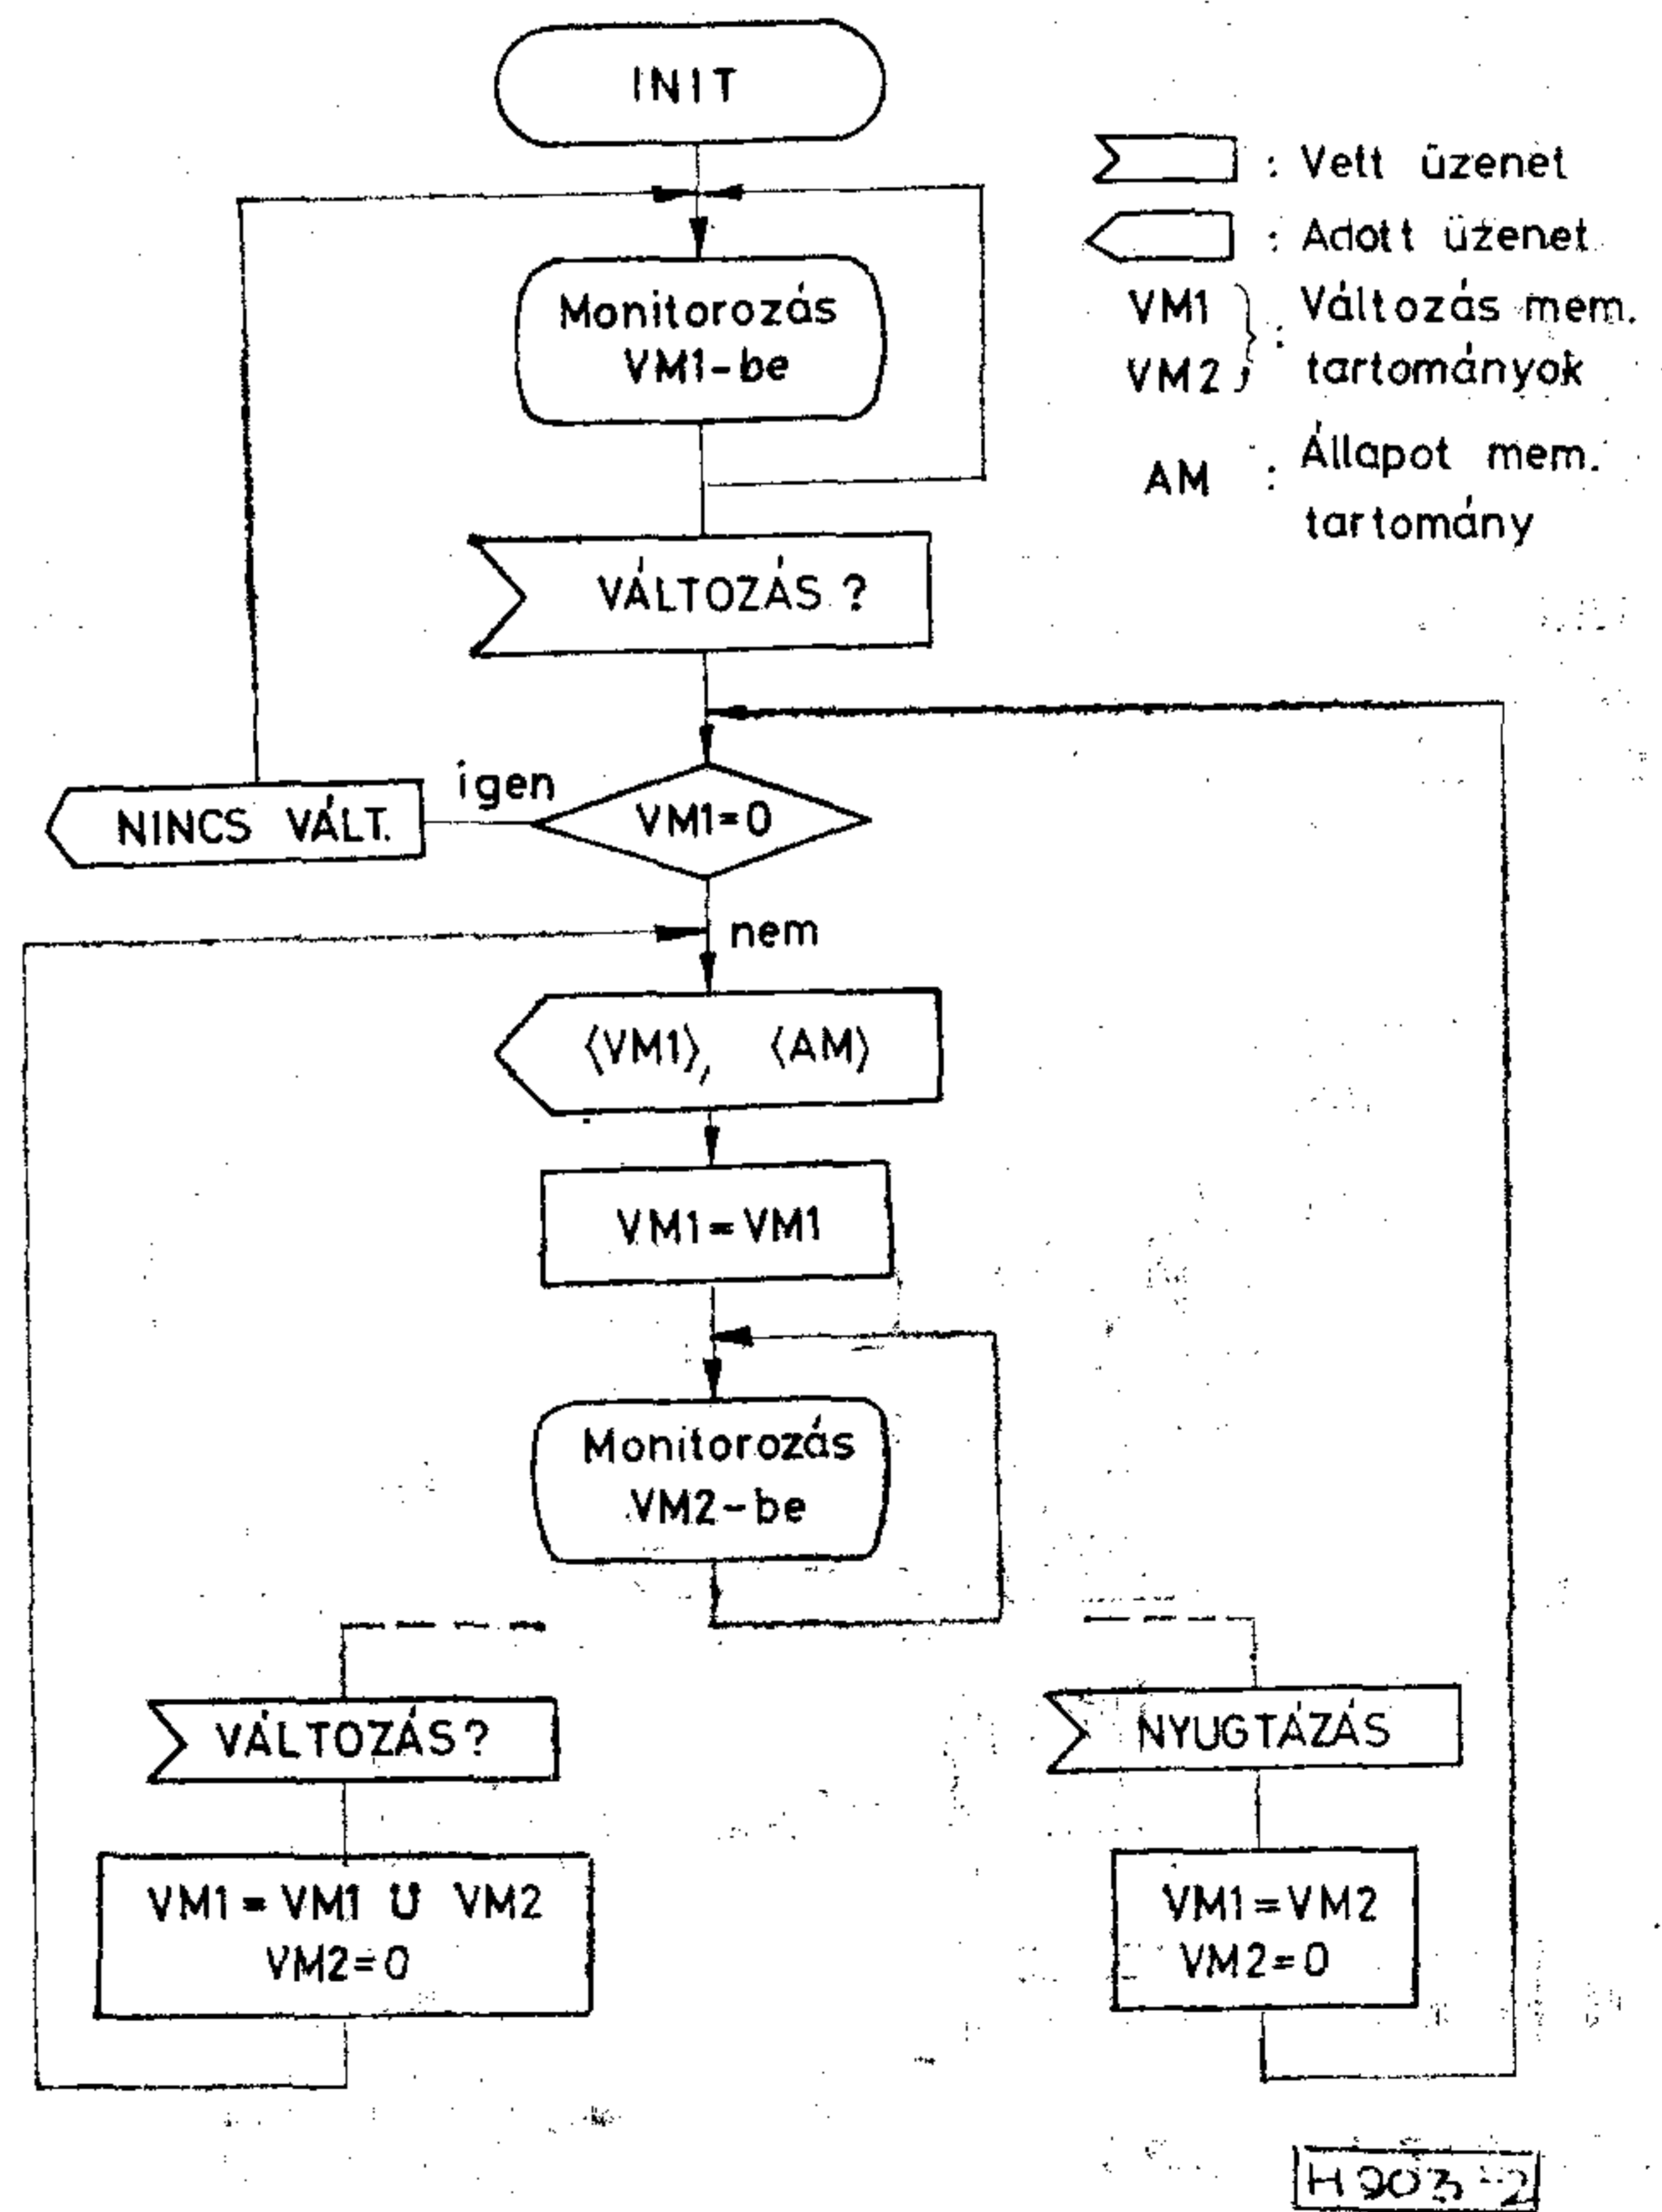 INIT
: Vett üzenet
: Adott üzenet
Monitorozás
VM1-be
VM1
VM2
: Változás mem.
tartományok
AM : Állapot mem.
tartomány
VÁLTOZÁS ?
igen
NINCS VÁLT.
VM1=0
nem
⟨VM1⟩, ⟨AM⟩
VM1=VM1
Monitorozás
VM2-be
VÁLTOZÁS?
NYUGTÁZÁS
VM1=VM1 U VM2
VM2=0
VM1=VM2
VM2=0
H903-2